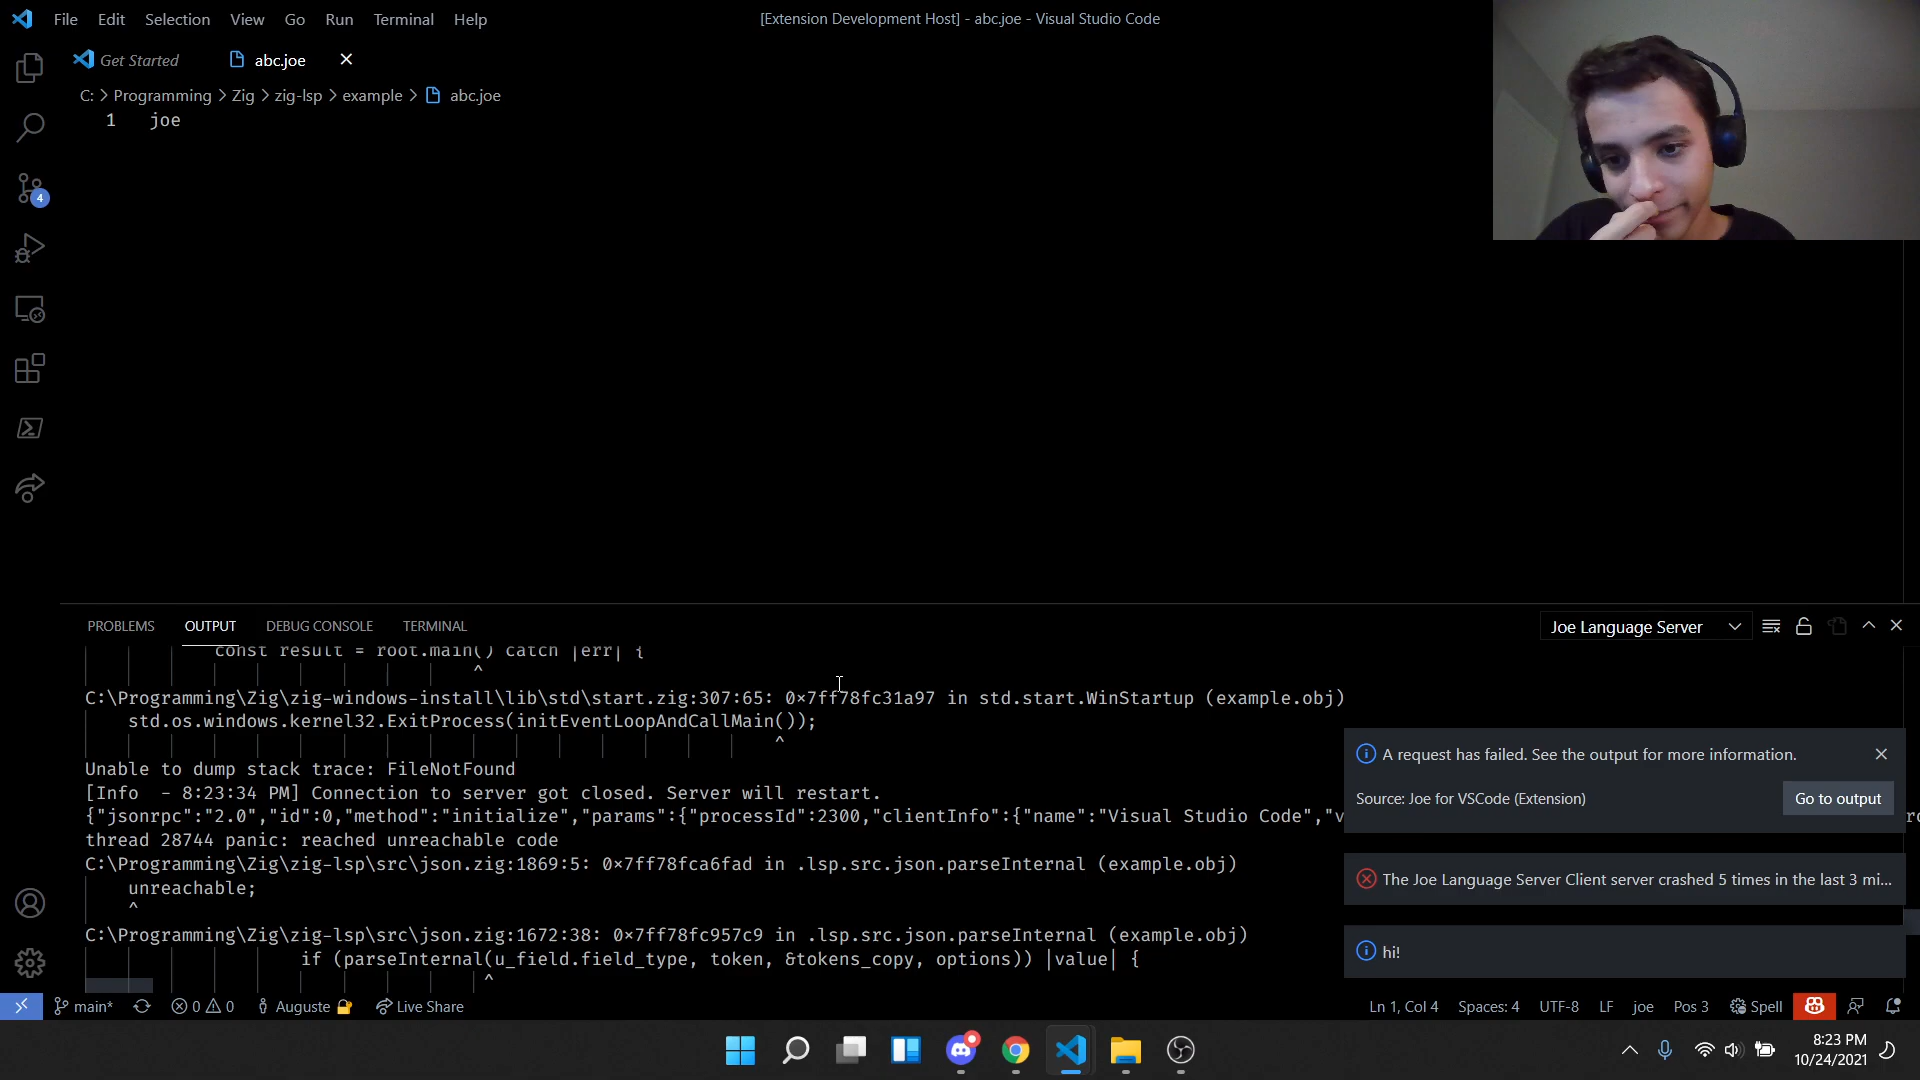 File Edit Selection View Go Run Terminal Help
[Extension Development Host] - abc.joe - Visual Studio Code
Get Started abc.joe
C: > Programming > Zig > zig-lsp > example > abc.joe
1 joe
4
PROBLEMS OUTPUT DEBUG CONSOLE TERMINAL
Joe Language Server
const result = root.main() catch |err| {
^
C:\Programming\Zig\zig-windows-install\lib\std\start.zig:307:65: 0x7ff78fc31a97 in std.start.WinStartup (example.obj)
std.os.windows.kernel32.ExitProcess(initEventLoopAndCallMain());
^
Unable to dump stack trace: FileNotFound
[Info  - 8:23:34 PM] Connection to server got closed. Server will restart.
{"jsonrpc":"2.0","id":0,"method":"initialize","params":{"processId":2300,"clientInfo":{"name":"Visual Studio Code","v
thread 28744 panic: reached unreachable code
C:\Programming\Zig\zig-lsp\src\json.zig:1869:5: 0x7ff78fca6fad in .lsp.src.json.parseInternal (example.obj)
unreachable;
^
C:\Programming\Zig\zig-lsp\src\json.zig:1672:38: 0x7ff78fc957c9 in .lsp.src.json.parseInternal (example.obj)
if (parseInternal(u_field.field_type, token, &tokens_copy, options)) |value| {
^
A request has failed. See the output for more information.
Source: Joe for VSCode (Extension)
Go to output
The Joe Language Server Client server crashed 5 times in the last 3 mi...
hi!
main* 0 0 Auguste Live Share
Ln 1, Col 4 Spaces: 4 UTF-8 LF joe Pos 3 Spell
8:23 PM
10/24/2021